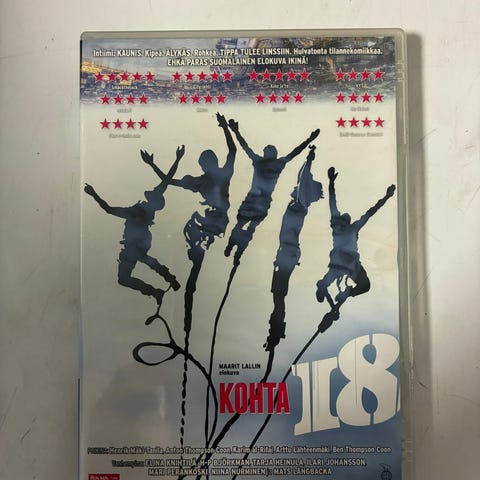 Intiimi. KAUNIS. Kipeä. ÄLYKÄS. Rohkea. TIPPA TULEE LINSSIIN. Hulvatonta tilannekomiikkaa.
EHKÄ PARAS SUOMALAINEN ELOKUVA IKINÄ!
MAARIT LALLIN
elokuva
KOHTA 18
Henrik Mäki-Tanila, Anton Thompson Coon, Karim al-Rifai, Arttu Lähteenmäki, Ben Thompson Coon
ELINA KNIHTILÄ, H-P BJÖRKMAN, TARJA HEINULA, ILARI JOHANSSON,
MARI PERANKOSKI, NIINA NURMINEN MATS LÅNGBACKA